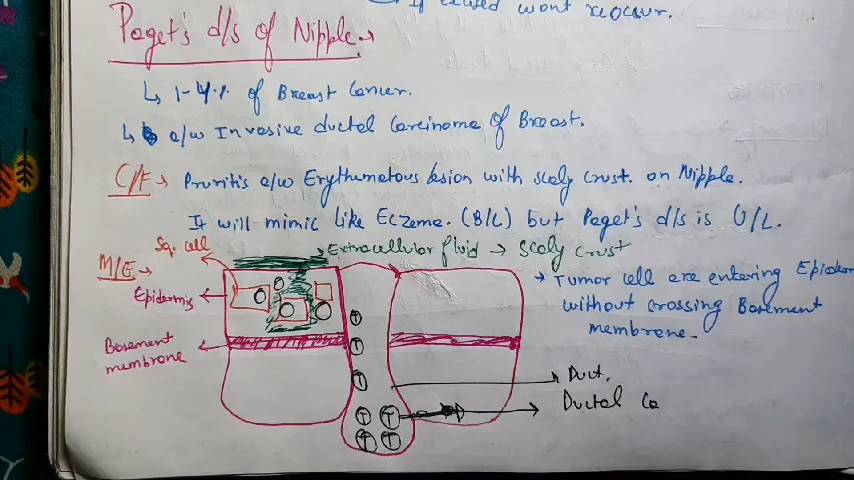 If caused wont reoccur.
Paget's d/s of Nipple →
↳ 1-4% of Breast Cancer.
↳ a/w Invasive ductal Carcinoma of Breast.
C/F → Pruritis a/w Erythematous lesion with scaly crust on Nipple.
It will mimic like Eczema. (B/L) but Paget's d/s is U/L.
M/E →
Sq. cell
Extracellular fluid → scaly crust
Epidermis
Basement
membrane
→ Tumor cell are entering Epiderm
without crossing Basement
membrane.
T
T
T
T T
T T
Duct.
Ductal Ca